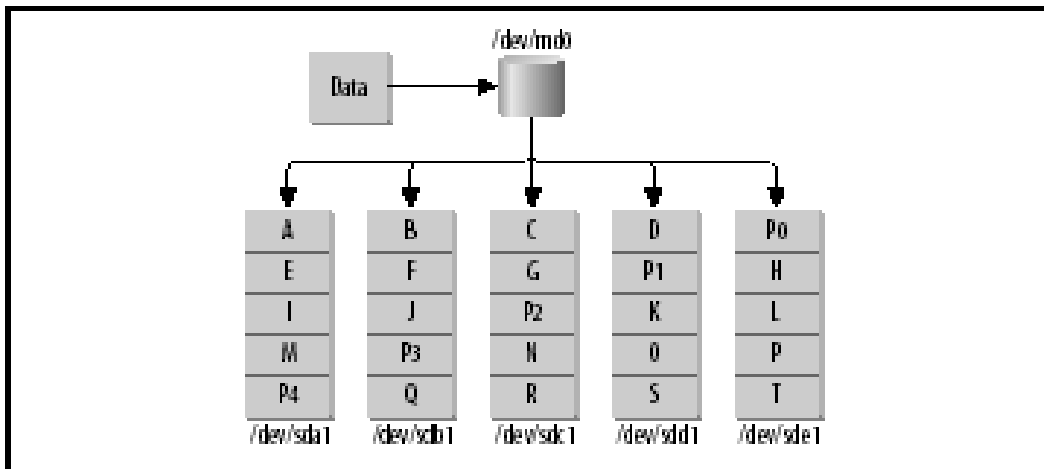 /dev/md0
Data
A B C D P0
E F G P1 H
I J P2 K L
M P3 N O P
P4 Q R S T
/dev/sda1 /dev/sdb1 /dev/sdc1 /dev/sdd1 /dev/sde1